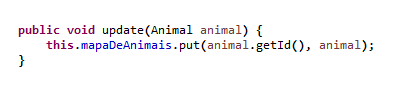 public void update(Animal animal) {
    this.mapaDeAnimais.put(animal.getId(), animal);
}